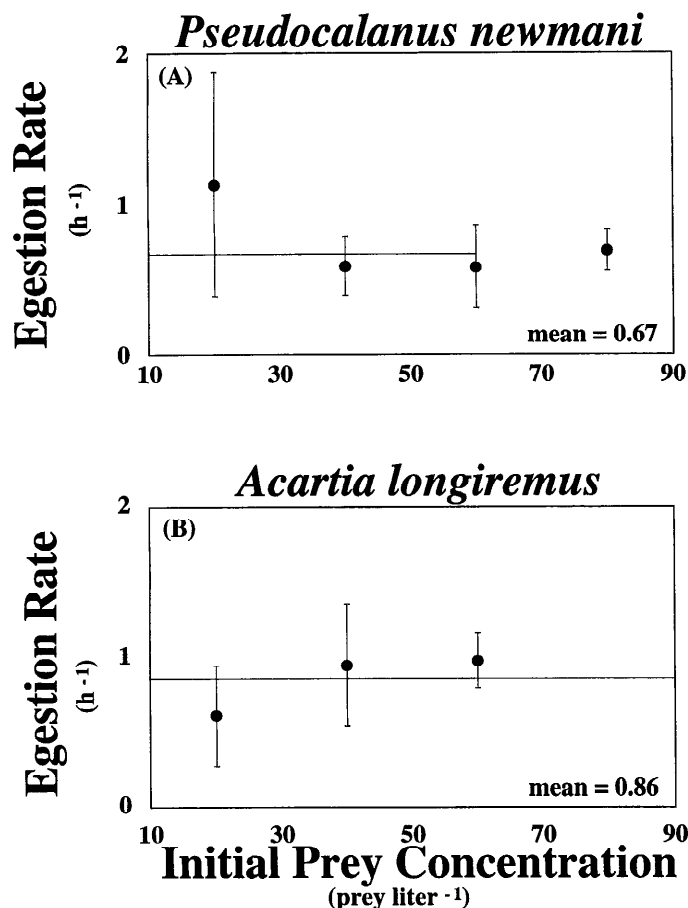 Pseudocalanus newmani
2
(A)
Egestion Rate
(h -1)
1
mean = 0.67
0
10 30 50 70 90
Acartia longiremus
2
(B)
Egestion Rate
(h -1)
1
mean = 0.86
0
10 30 50 70 90
Initial Prey Concentration
(prey liter -1)